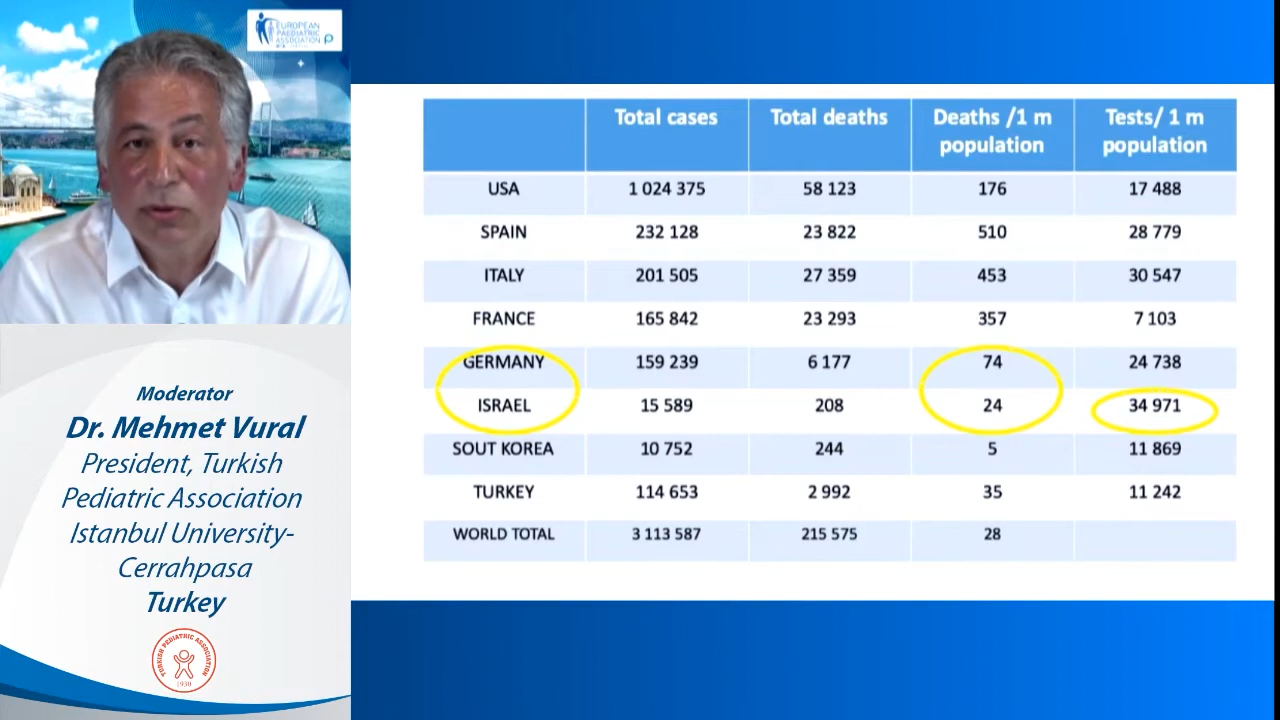 EUROPEAN
PAEDIATRIC
ASSOCIATION
Moderator
Dr. Mehmet Vural
President, Turkish
Pediatric Association
Istanbul University-
Cerrahpasa
Turkey
TURKISH PEDIATRIC ASSOCIATION
1930
Total cases Total deaths Deaths /1 m population Tests/ 1 m population
USA 1 024 375 58 123 176 17 488
SPAIN 232 128 23 822 510 28 779
ITALY 201 505 27 359 453 30 547
FRANCE 165 842 23 293 357 7 103
GERMANY 159 239 6 177 74 24 738
ISRAEL 15 589 208 24 34 971
SOUT KOREA 10 752 244 5 11 869
TURKEY 114 653 2 992 35 11 242
WORLD TOTAL 3 113 587 215 575 28